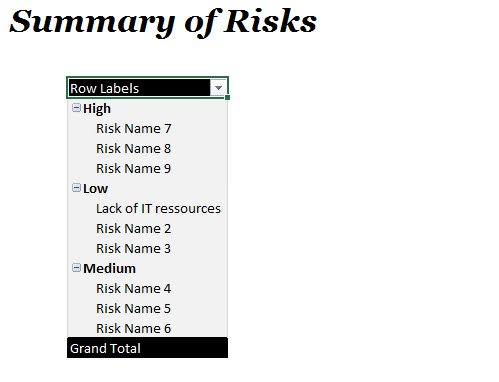 Summary of Risks
Row Labels
High
Risk Name 7
Risk Name 8
Risk Name 9
Low
Lack of IT ressources
Risk Name 2
Risk Name 3
Medium
Risk Name 4
Risk Name 5
Risk Name 6
Grand Total